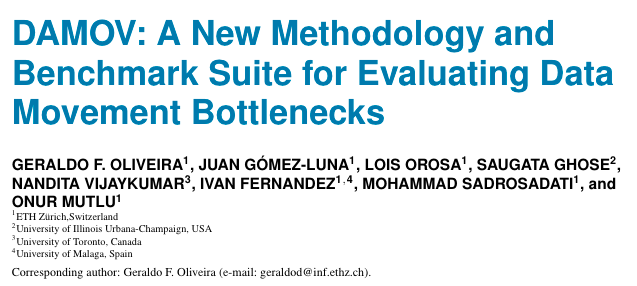 DAMOV: A New Methodology and
Benchmark Suite for Evaluating Data
Movement Bottlenecks
GERALDO F. OLIVEIRA¹, JUAN GÓMEZ-LUNA¹, LOIS OROSA¹, SAUGATA GHOSE²,
NANDITA VIJAYKUMAR³, IVAN FERNANDEZ¹,⁴, MOHAMMAD SADROSADATI¹, and
ONUR MUTLU¹
¹ETH Zürich,Switzerland
²University of Illinois Urbana-Champaign, USA
³University of Toronto, Canada
⁴University of Malaga, Spain
Corresponding author: Geraldo F. Oliveira (e-mail: geraldod@inf.ethz.ch).